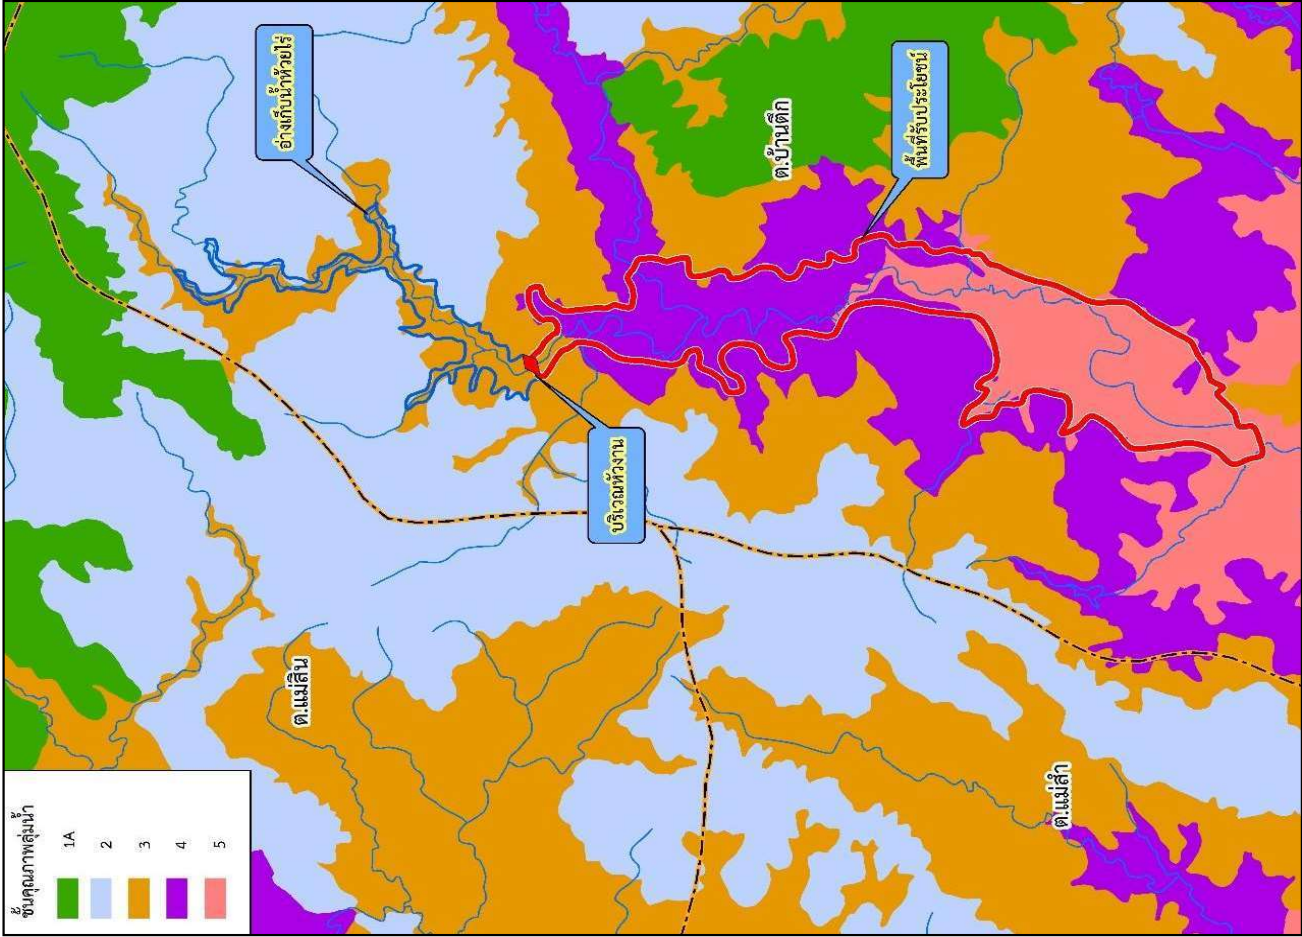 อ่างเก็บน้ำห้วยไร่
ต.บ้านตึก
พื้นที่รับประโยชน์
บริเวณหัวงาน
ต.แม่สิน
ต.แม่สำ
ชั้นคุณภาพลุ่มน้ำ
1A
2
3
4
5